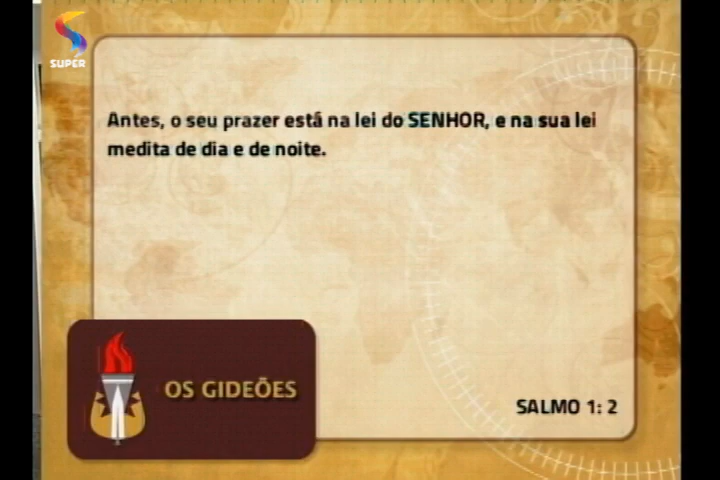 SUPER
Antes, o seu prazer está na lei do SENHOR, e na sua lei
medita de dia e de noite.
OS GIDEÕES
SALMO 1: 2